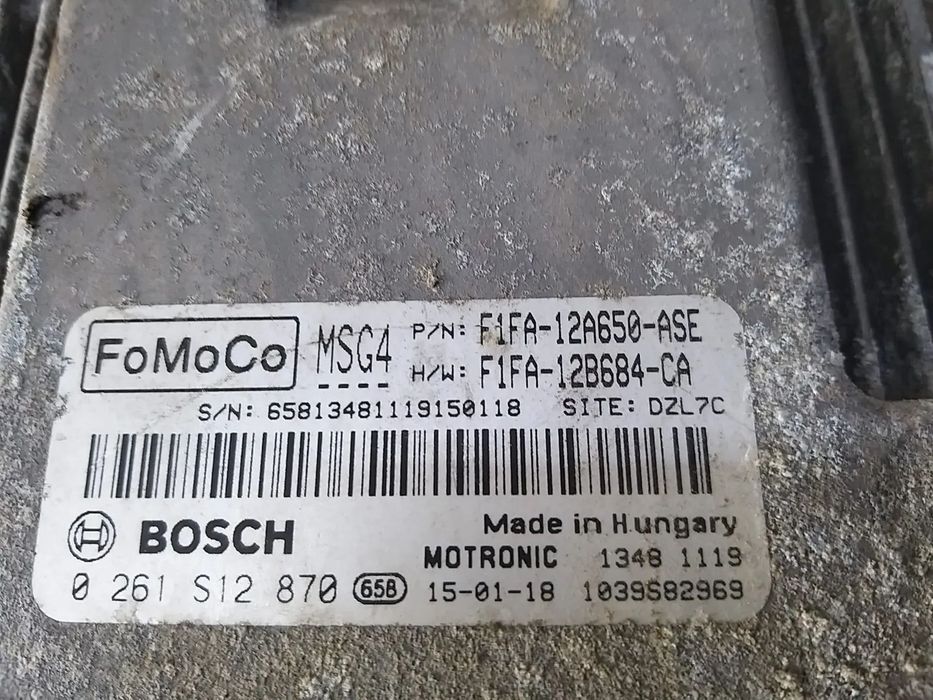 FoMoCo MSG4 P/N: F1FA-12A650-ASE
H/W: F1FA-12B684-CA
S/N: 65813481119150118 SITE: DZL7C
BOSCH Made in Hungary
MOTRONIC 1348 1119
0 261 S12 870 65B 15-01-18 1039S82969